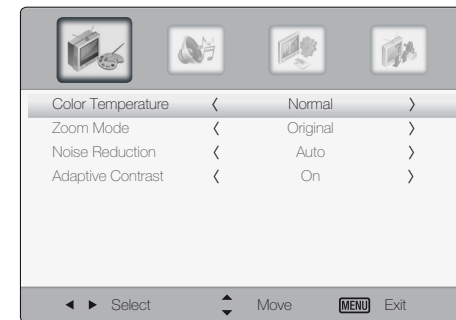 Color Temperature 〈 Normal 〉
Zoom Mode 〈 Original 〉
Noise Reduction 〈 Auto 〉
Adaptive Contrast 〈 On 〉
◄ ► Select ▲▼ Move MENU Exit